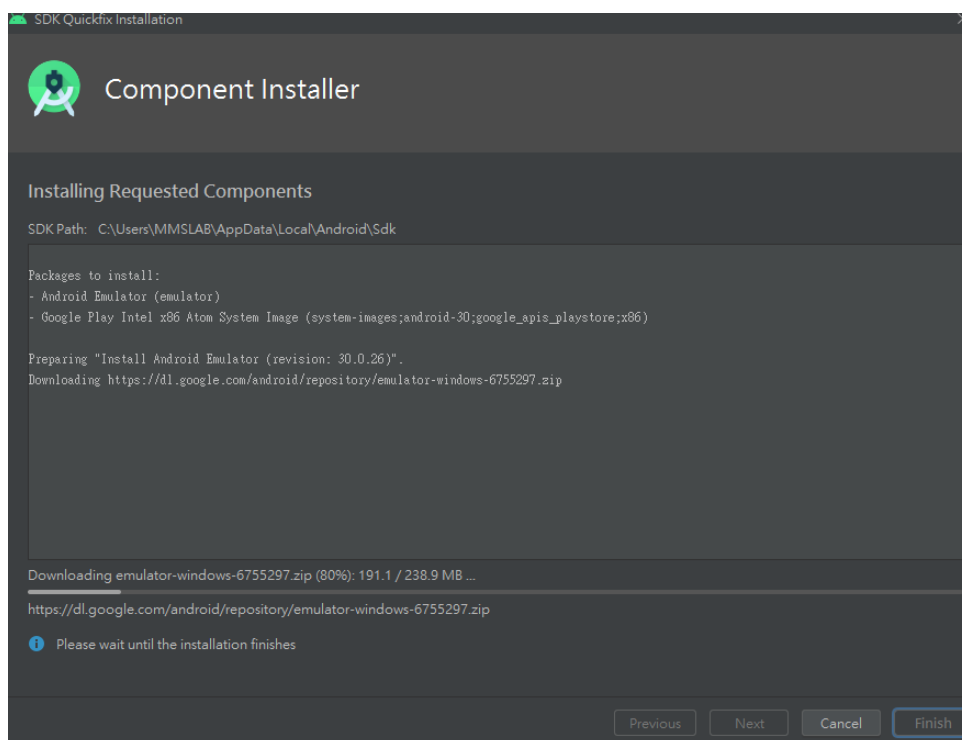 SDK Quickfix Installation
Component Installer
Installing Requested Components
SDK Path: C:\Users\MMSLAB\AppData\Local\Android\Sdk
Packages to install:
- Android Emulator (emulator)
- Google Play Intel x86 Atom System Image (system-images;android-30;google_apis_playstore;x86)
Preparing "Install Android Emulator (revision: 30.0.26)".
Downloading https://dl.google.com/android/repository/emulator-windows-6755297.zip
Downloading emulator-windows-6755297.zip (80%): 191.1 / 238.9 MB ...
https://dl.google.com/android/repository/emulator-windows-6755297.zip
Please wait until the installation finishes
Previous Next Cancel Finish